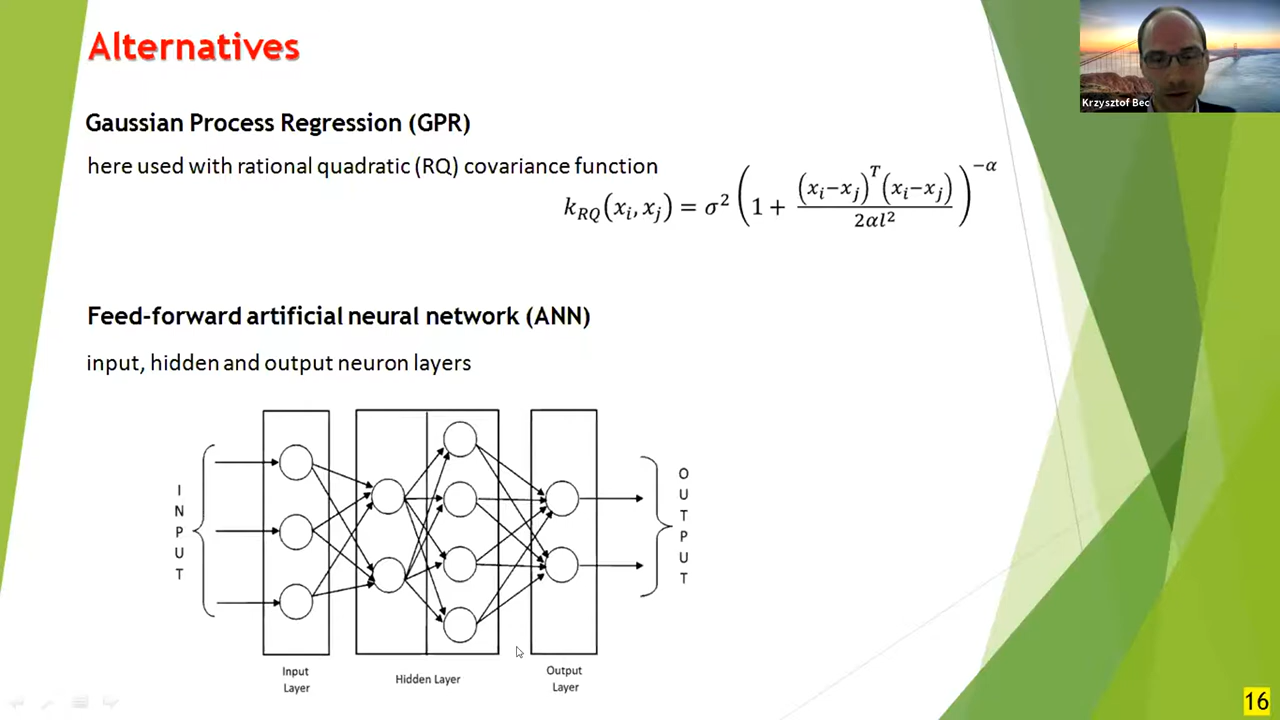 Alternatives
Krzysztof Bec
Gaussian Process Regression (GPR)
here used with rational quadratic (RQ) covariance function
k_RQ(x_i, x_j) = σ² (1 + (x_i−x_j)^T (x_i−x_j) / 2αl²)^−α
Feed-forward artificial neural network (ANN)
input, hidden and output neuron layers
INPUT
OUTPUT
Input
Layer
Hidden Layer
Output
Layer
16